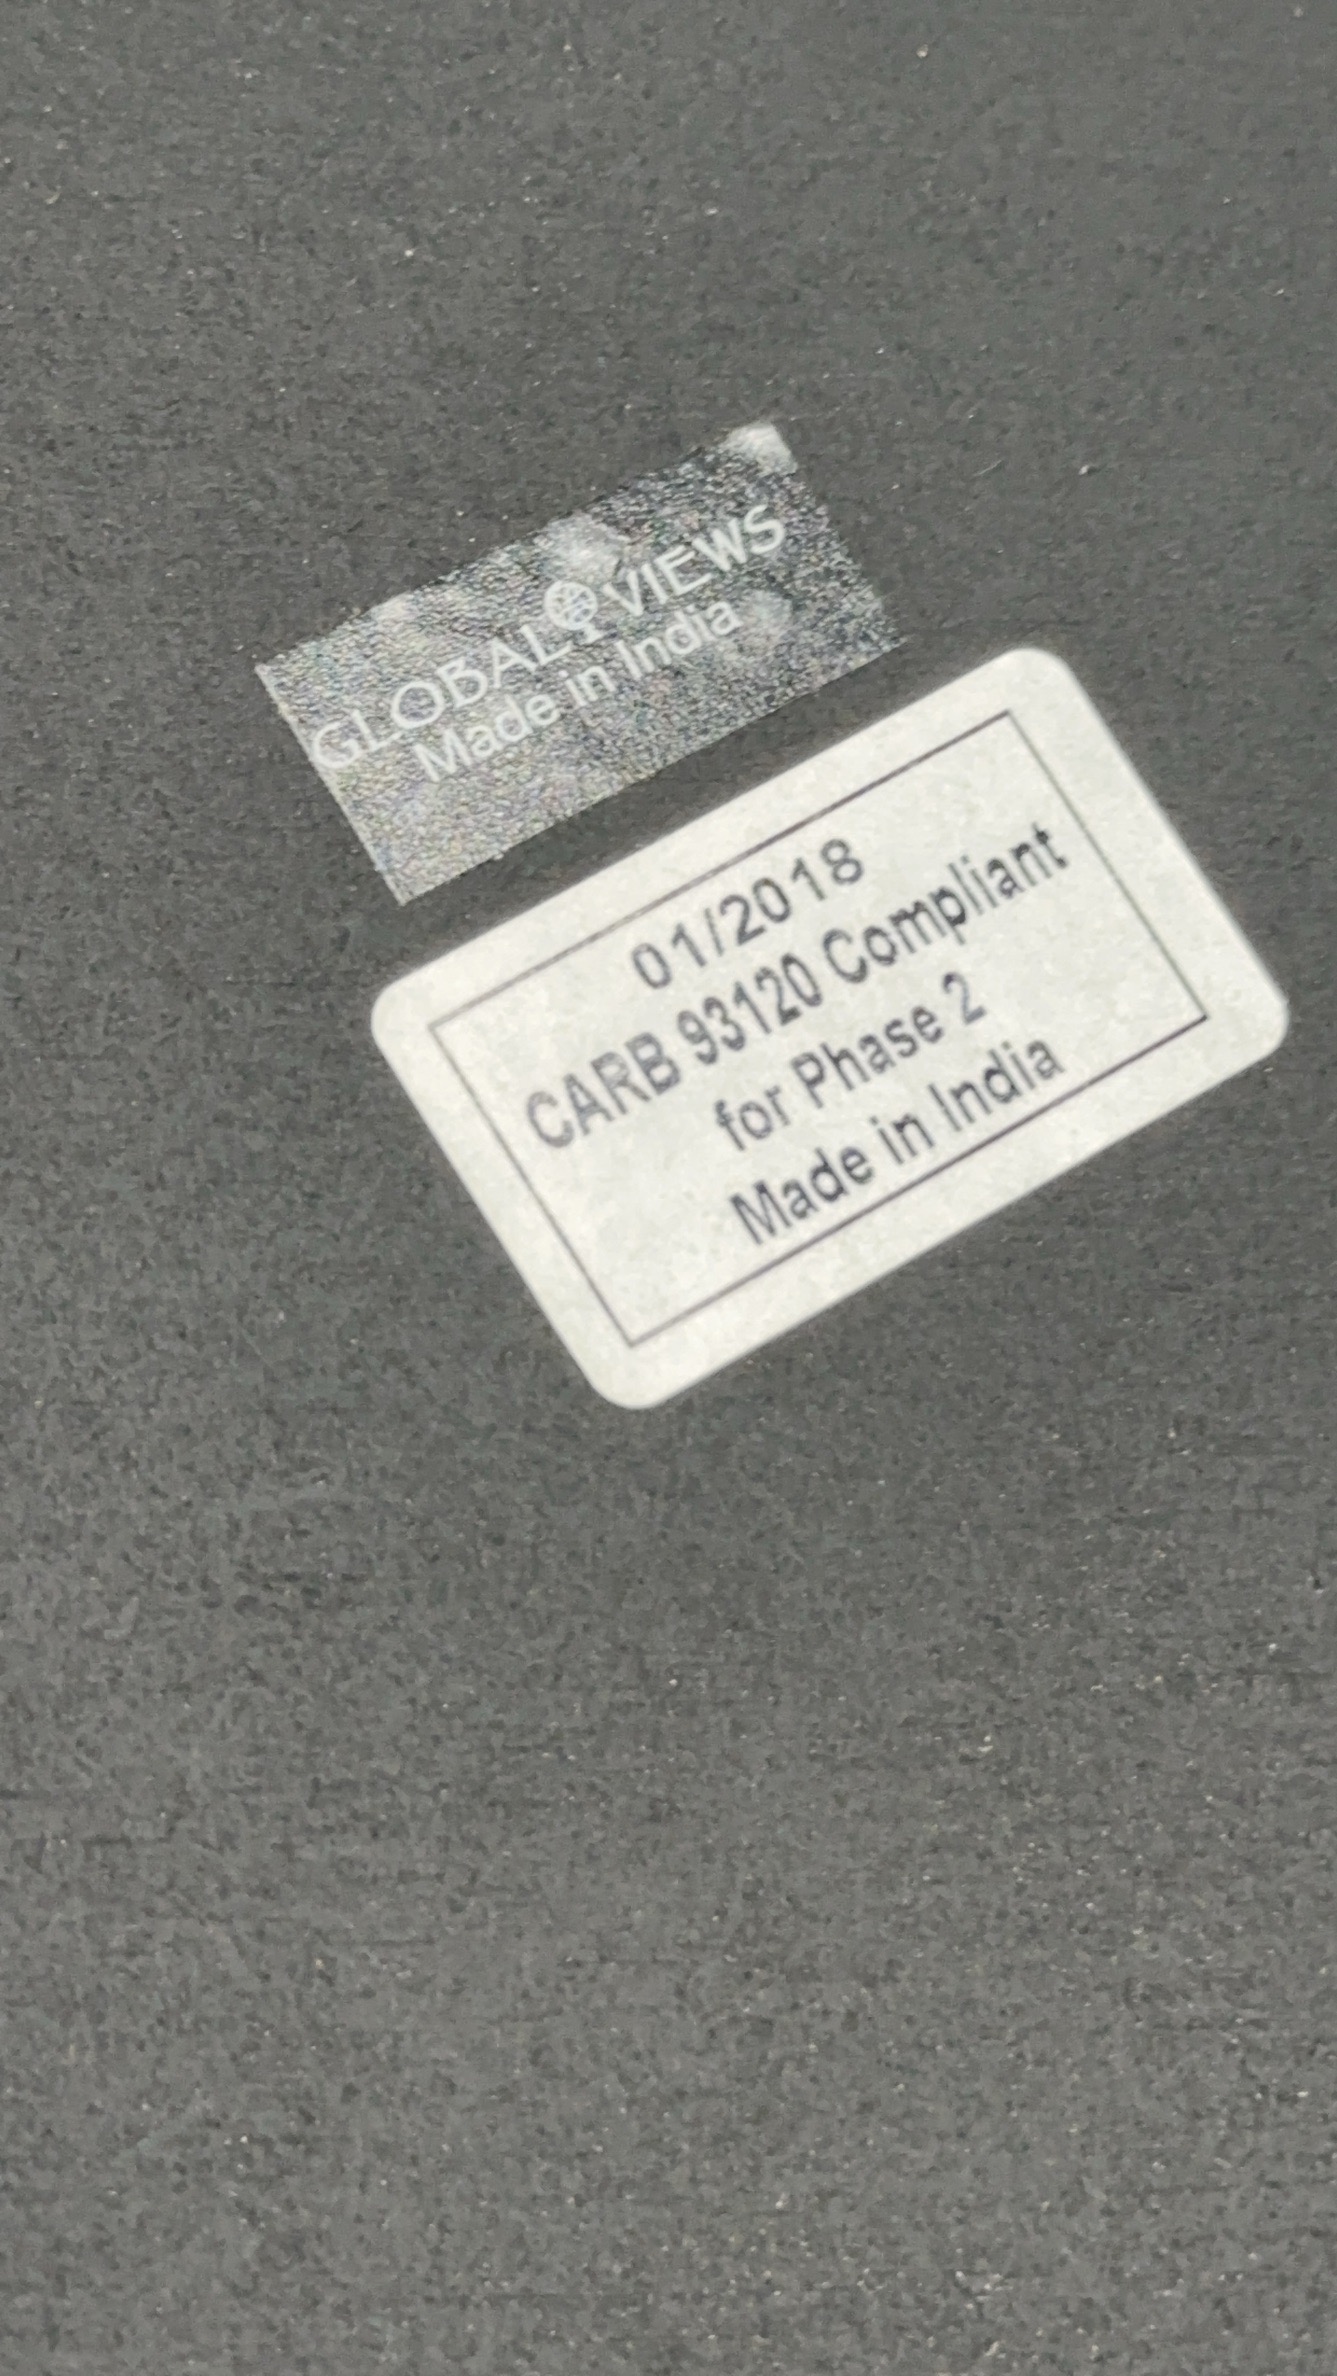 GLOBAL VIEWS
Made in India
01/2018
CARB 93120 Compliant
for Phase 2
Made in India